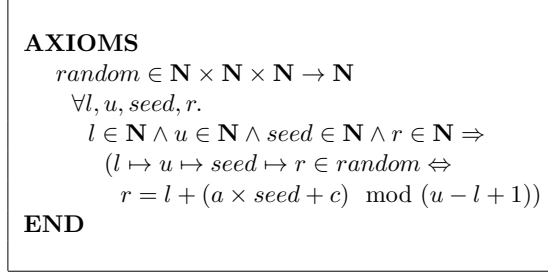 AXIOMS
random ∈ N × N × N → N
∀l, u, seed, r.
l ∈ N ∧ u ∈ N ∧ seed ∈ N ∧ r ∈ N ⇒
(l ↦ u ↦ seed ↦ r ∈ random ⇔
r = l + (a × seed + c) mod (u − l + 1))
END